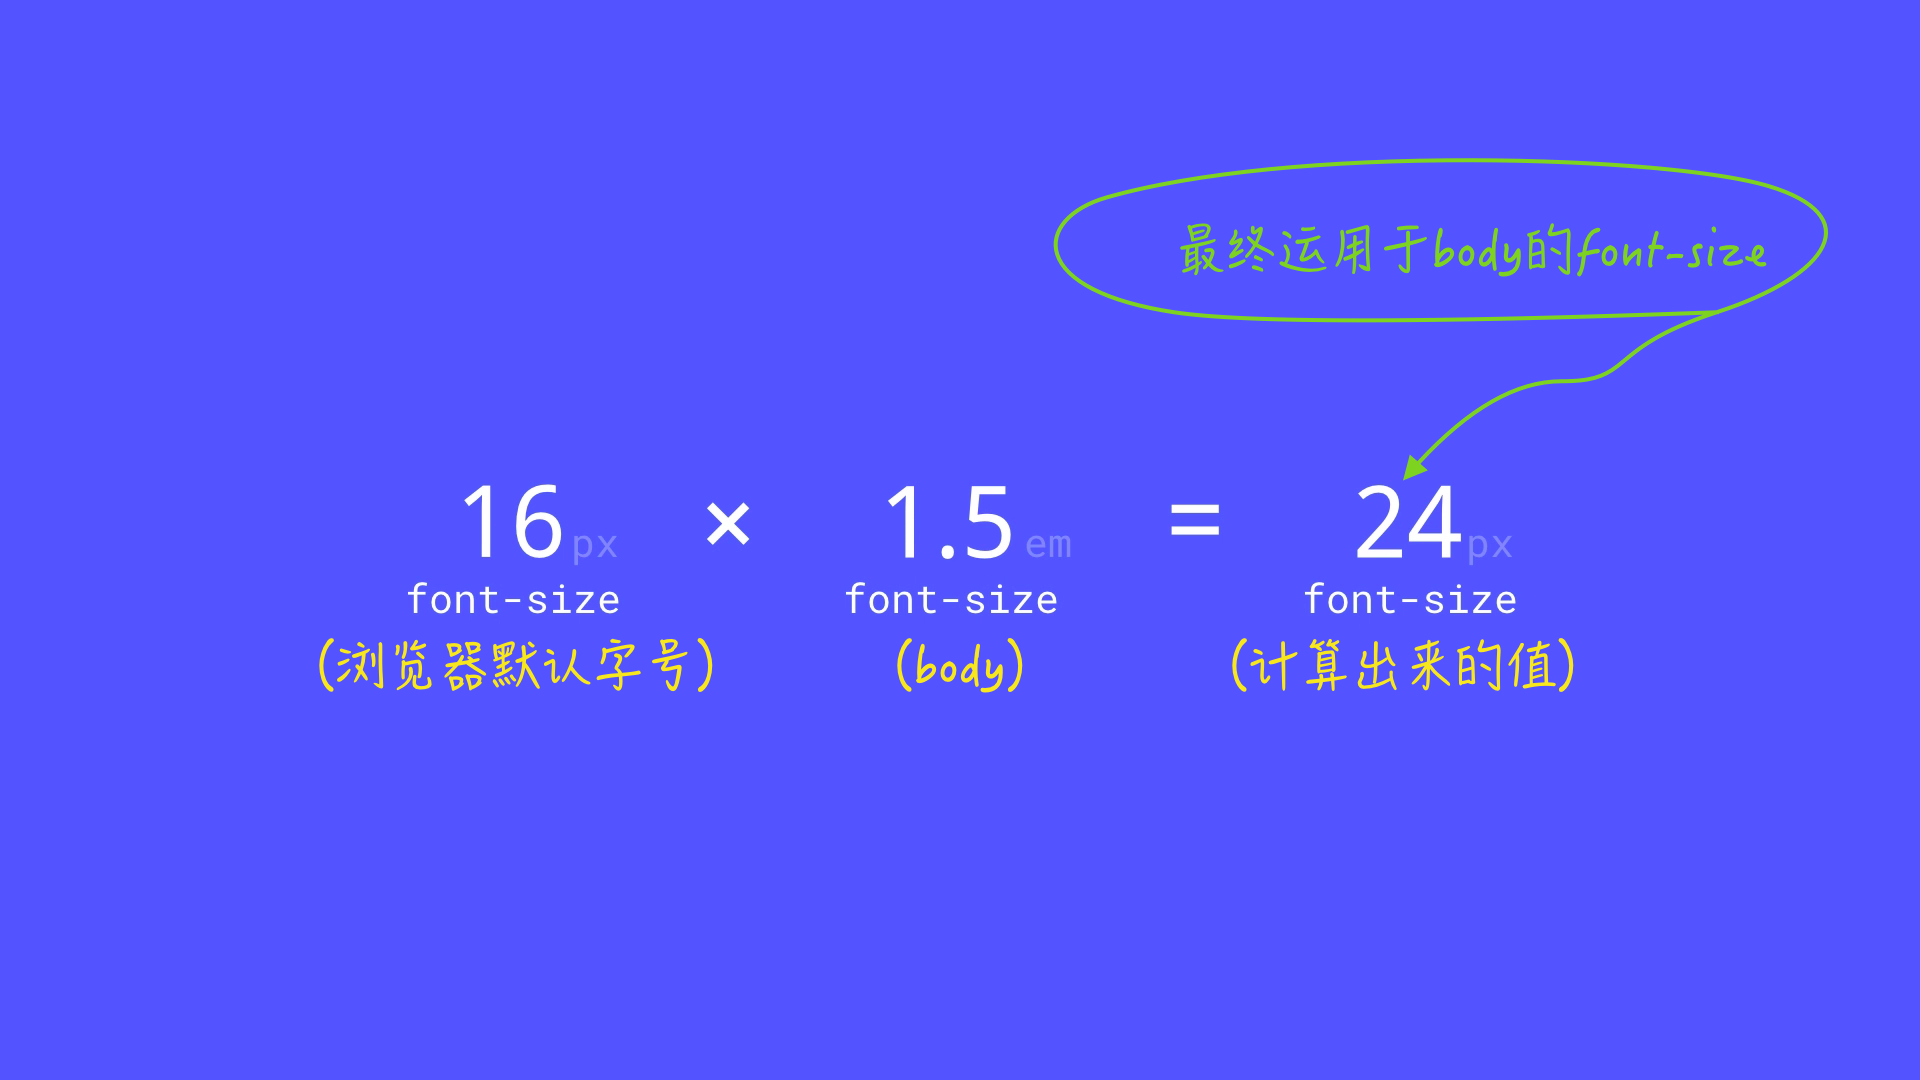 最终运用于body的font-size
16px × 1.5em = 24px
font-size font-size font-size
(浏览器默认字号) (body) (计算出来的值)